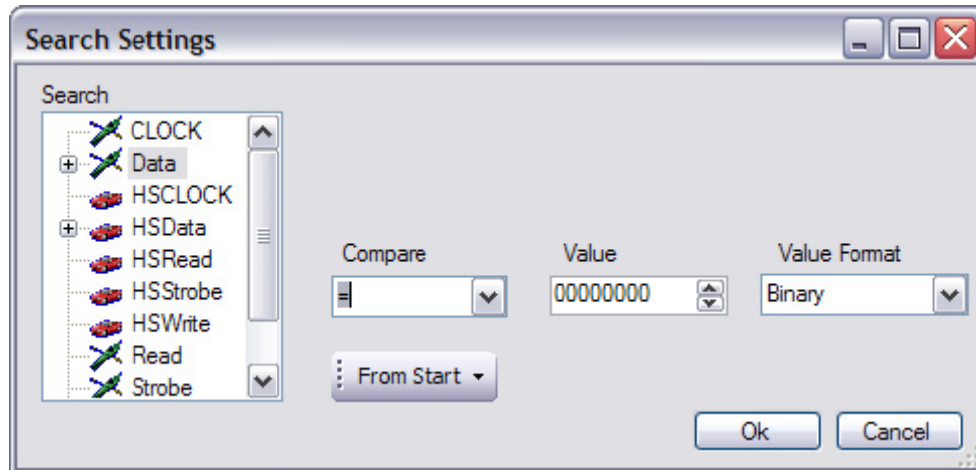 Search Settings
Search
CLOCK
Data
HSCLOCK
HSData
HSRead
HSStrobe
HSWrite
Read
Strobe
Compare
=
Value
00000000
Value Format
Binary
From Start
Ok
Cancel